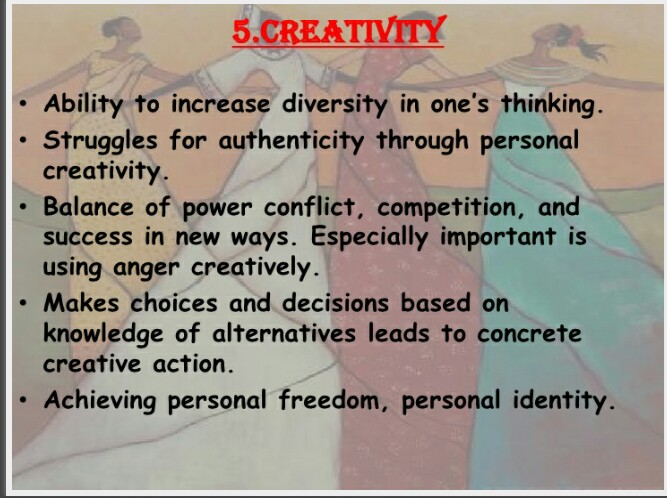 5.CREATIVITY
• Ability to increase diversity in one's thinking.
• Struggles for authenticity through personal
creativity.
• Balance of power conflict, competition, and
success in new ways. Especially important is
using anger creatively.
• Makes choices and decisions based on
knowledge of alternatives leads to concrete
creative action.
• Achieving personal freedom, personal identity.